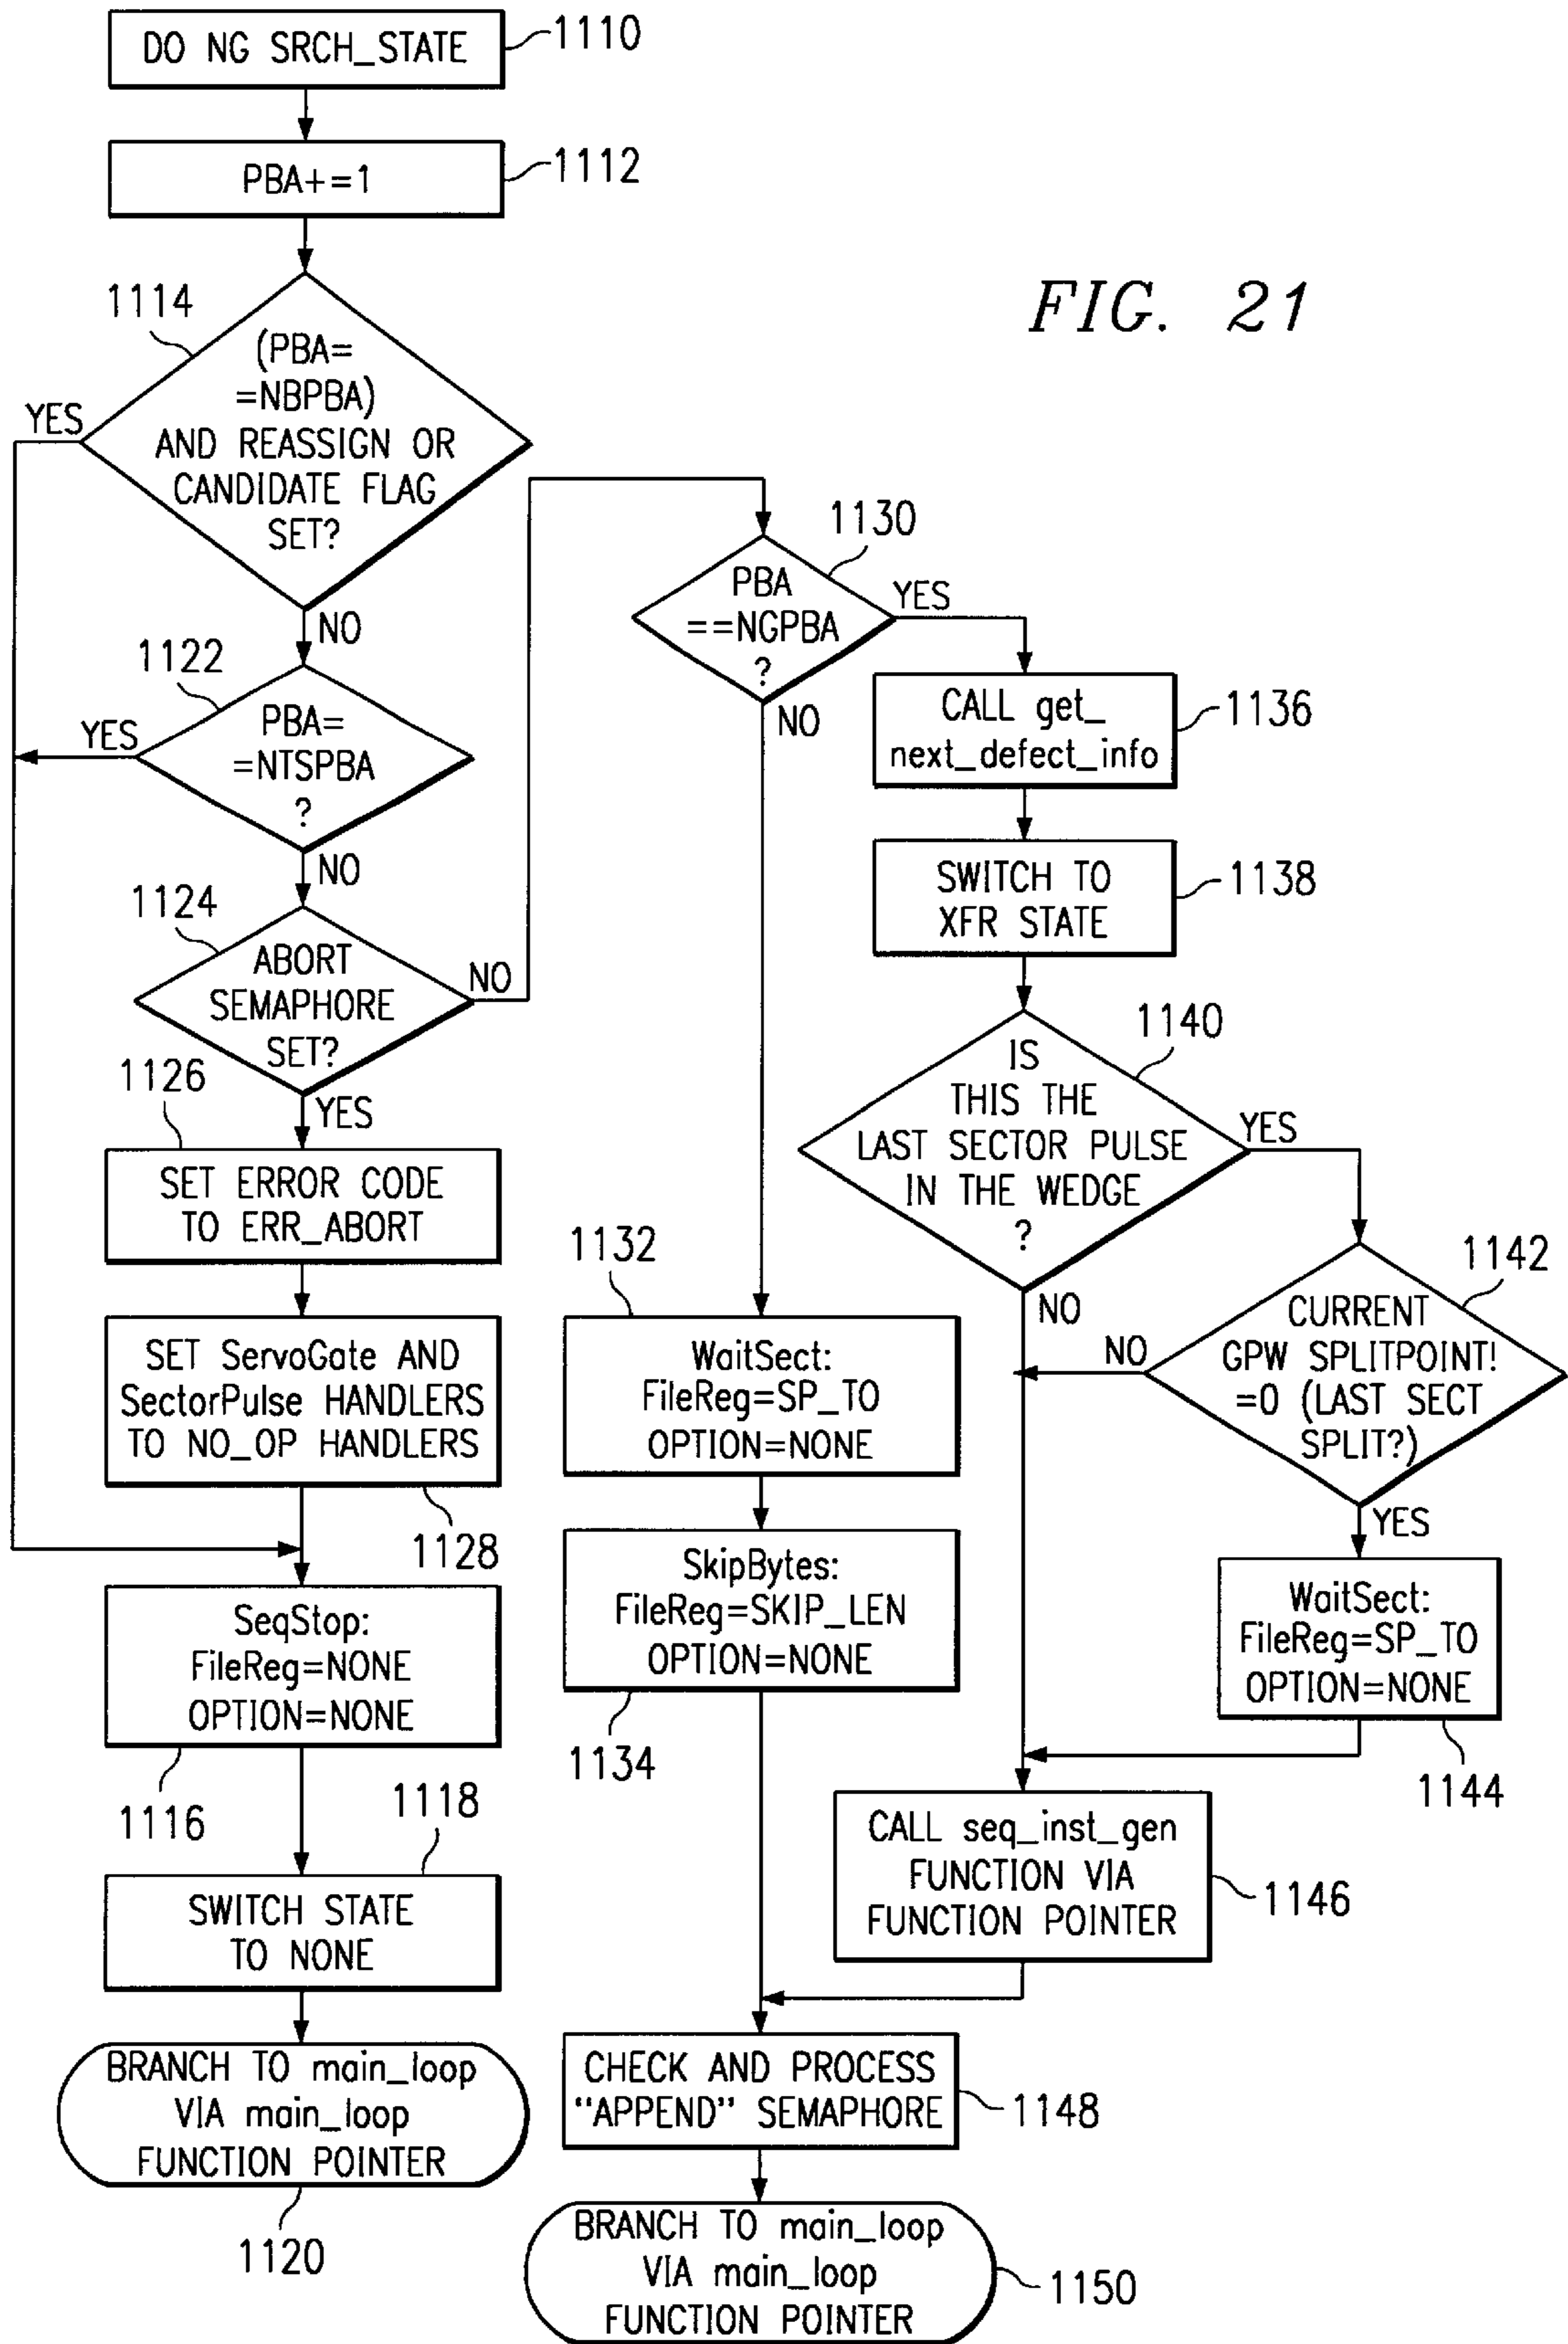 DO NG SRCH_STATE
1110
PBA+=1
1112
FIG. 21
1114
(PBA=
=NBPBA)
AND REASSIGN OR
CANDIDATE FLAG
SET?
YES
NO
1122
PBA=
=NTSPBA
?
YES
NO
1124
ABORT
SEMAPHORE
SET?
NO
YES
1126
SET ERROR CODE
TO ERR_ABORT
SET ServoGate AND
SectorPulse HANDLERS
TO NO_OP HANDLERS
1128
SeqStop:
FileReg=NONE
OPTION=NONE
1116
1118
SWITCH STATE
TO NONE
BRANCH TO main_loop
VIA main_loop
FUNCTION POINTER
1120
1130
PBA
==NGPBA
?
YES
NO
1132
WaitSect:
FileReg=SP_TO
OPTION=NONE
SkipBytes:
FileReg=SKIP_LEN
OPTION=NONE
1134
CALL get_
next_defect_info
1136
SWITCH TO
XFR STATE
1138
1140
IS
THIS THE
LAST SECTOR PULSE
IN THE WEDGE
?
YES
NO
1142
CURRENT
GPW SPLITPOINT!
=0 (LAST SECT
SPLIT?)
NO
YES
WaitSect:
FileReg=SP_TO
OPTION=NONE
1144
CALL seq_inst_gen
FUNCTION VIA
FUNCTION POINTER
1146
CHECK AND PROCESS
"APPEND" SEMAPHORE
1148
BRANCH TO main_loop
VIA main_loop
FUNCTION POINTER
1150